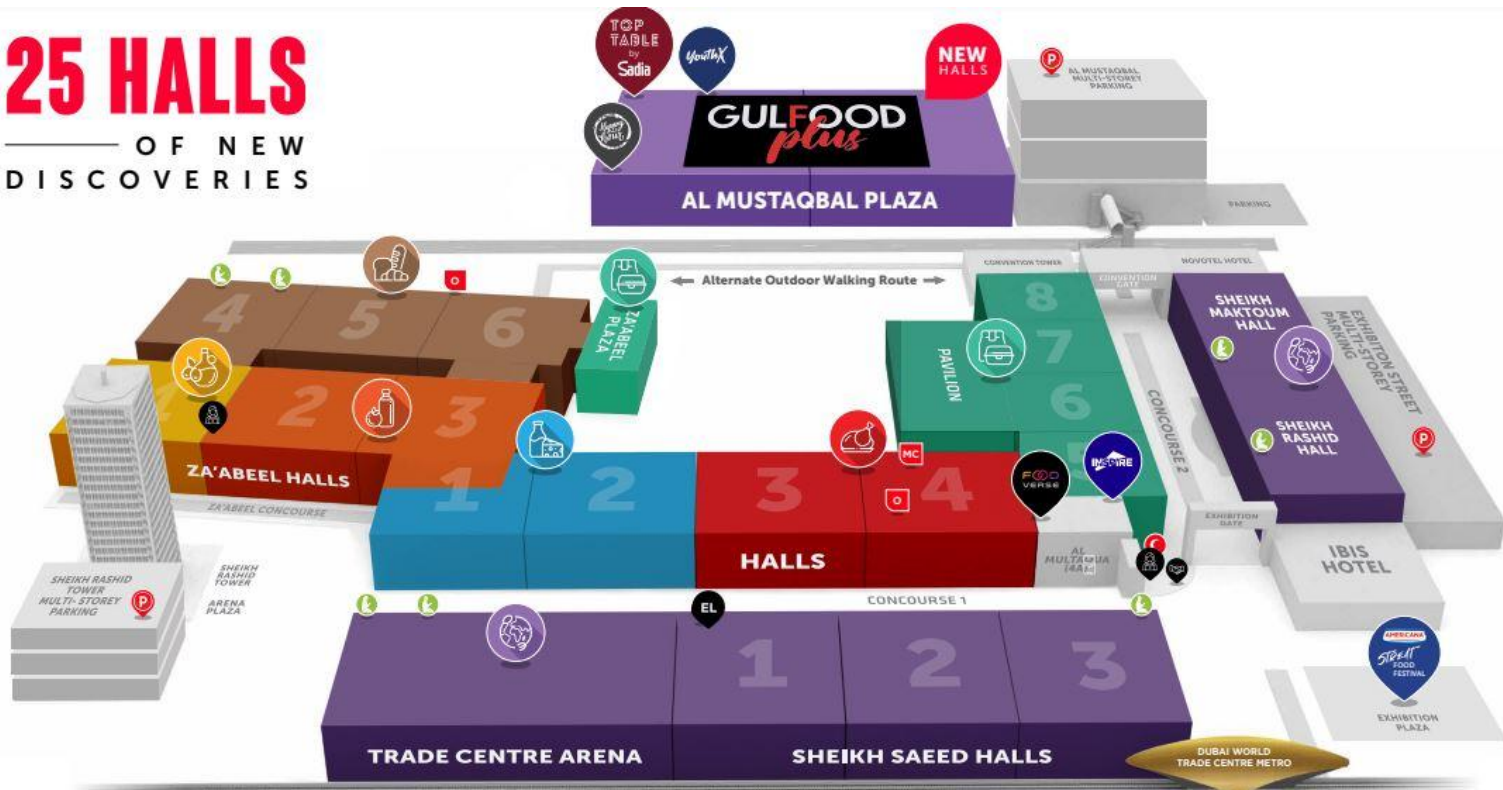 25 HALLS
OF NEW
DISCOVERIES
TOP
TABLE
by
Sadia
YouthX
NEW
HALLS
P
AL MUSTAQBAL
MULTI-STOREY
PARKING
GULFOOD
plus
AL MUSTAQBAL PLAZA
PARKING
Alternate Outdoor Walking Route
CONVENTION TOWER
NOVOTEL HOTEL
CONVENTION
GATE
4
5
6
O
ZA'ABEEL
PLAZA
8
7
6
5
PAVILION
CONCOURSE 2
SHEIKH
MAKTOUM
HALL
SHEIKH
RASHID
HALL
EXHIBITON STREET
MULTI-STOREY
PARKING
P
1
2
3
ZA'ABEEL HALLS
ZA'ABEEL CONCOURSE
1
2
3
4
MC
O
HALLS
FOOD
VERSE
INSPIRE
AL
MULTAQUA
(4A)
C
EXHIBITION
GATE
IBIS
HOTEL
SHEIKH RASHID
TOWER
MULTI- STOREY
PARKING
P
SHEIKH
RASHID
TOWER
ARENA
PLAZA
CONCOURSE 1
EL
1
2
3
TRADE CENTRE ARENA
SHEIKH SAEED HALLS
AMERICANA
STREAT
FOOD
FESTIVAL
EXHIBITION
PLAZA
DUBAI WORLD
TRADE CENTRE METRO